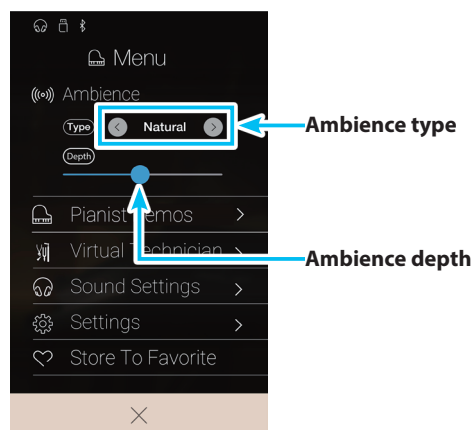 Menu
Ambience
Type
Natural
Ambience type
Depth
Pianist Demos
Virtual Technician
Ambience depth
Sound Settings
Settings
Store To Favorite